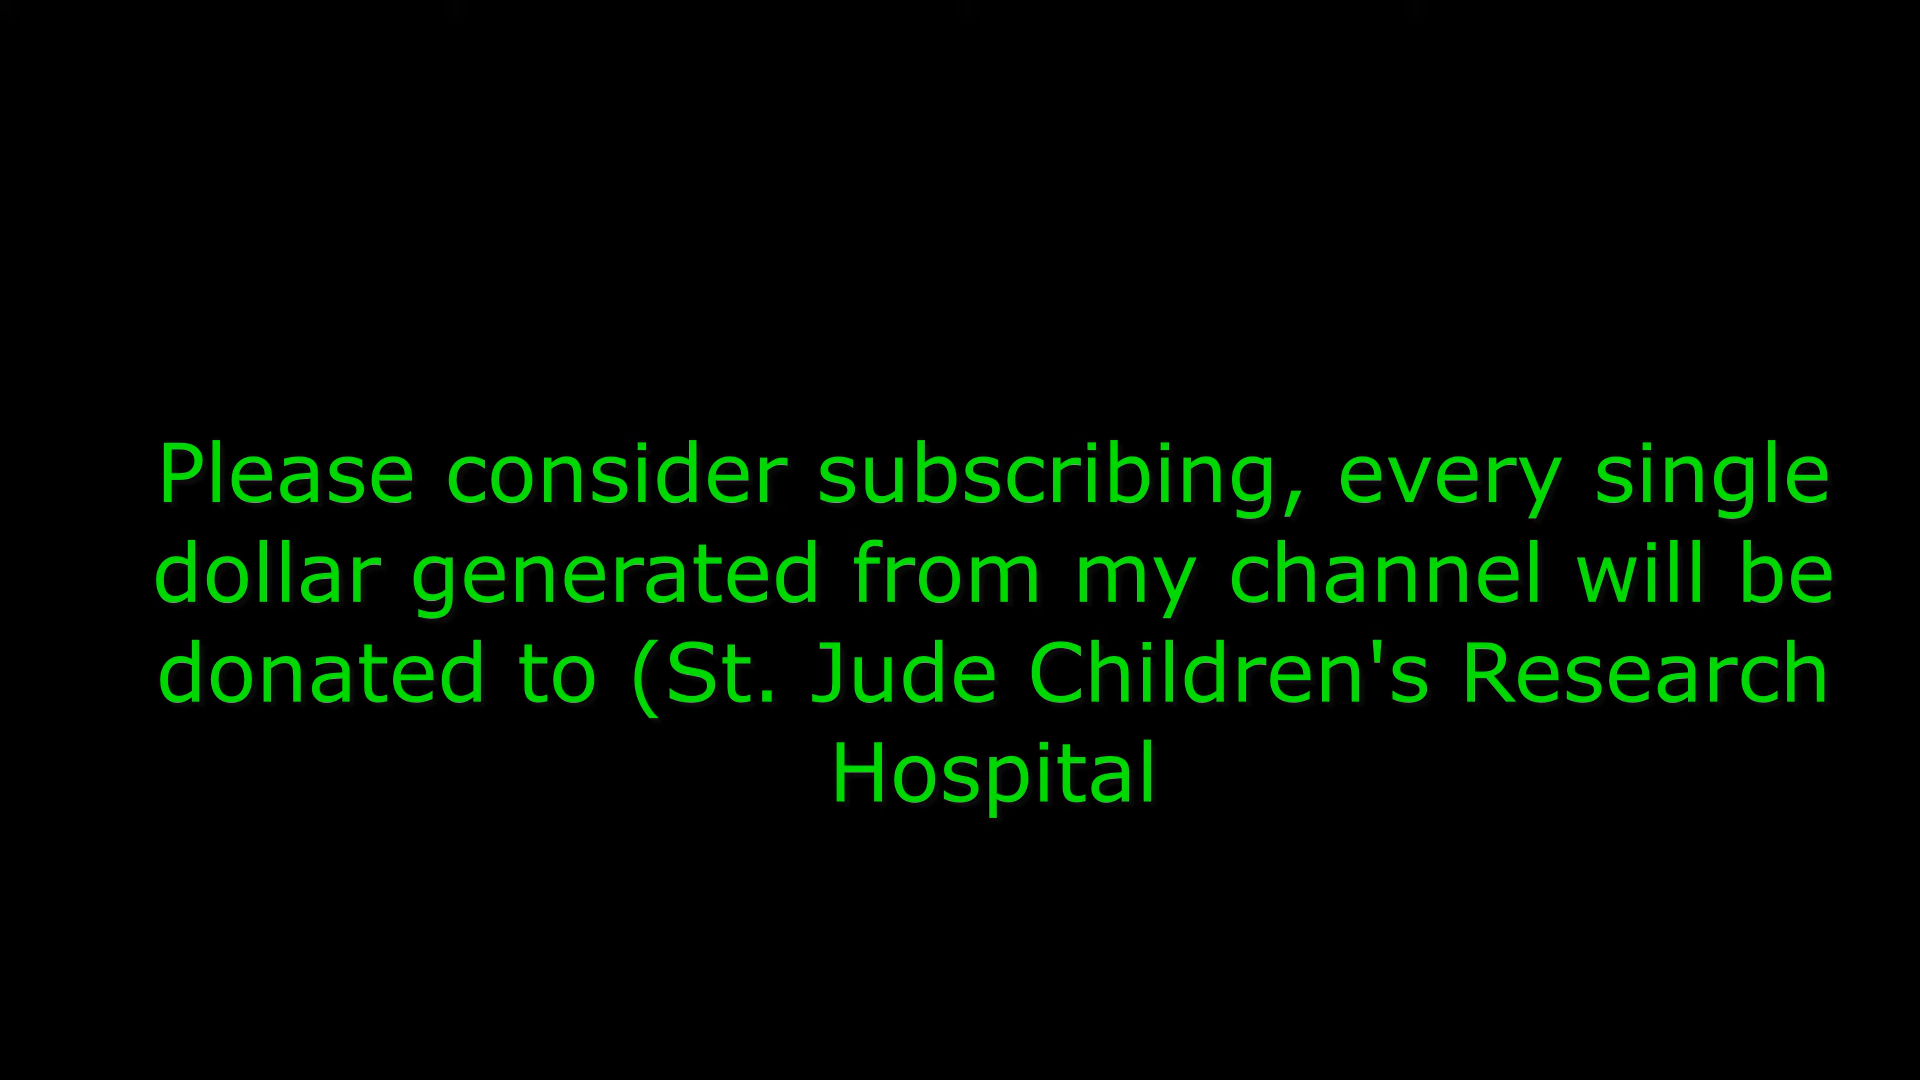 Please consider subscribing, every single
dollar generated from my channel will be
donated to (St. Jude Children's Research
Hospital